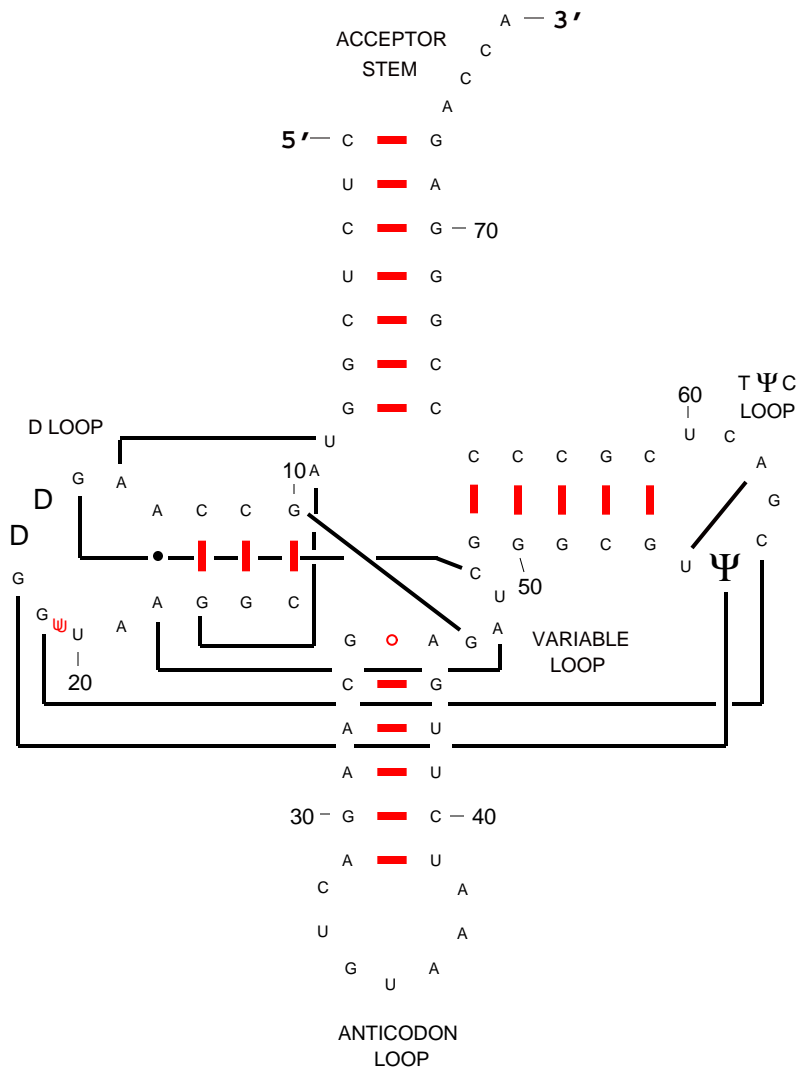 A — 3′
ACCEPTOR
STEM
C
C
A
5′ — C G
U A
C G — 70
U G
C G
G C
G C
T Ψ C
LOOP
60
D LOOP
U
U C
G A
A 10
C C C G C
A
D
A C C G
G
D
G G G C G U Ψ C
C
50
G
G U A A G G C
U
G A G A
VARIABLE
LOOP
20
C G
A U
A U
30 — G C — 40
A U
C A
U A
G U A
ANTICODON
LOOP